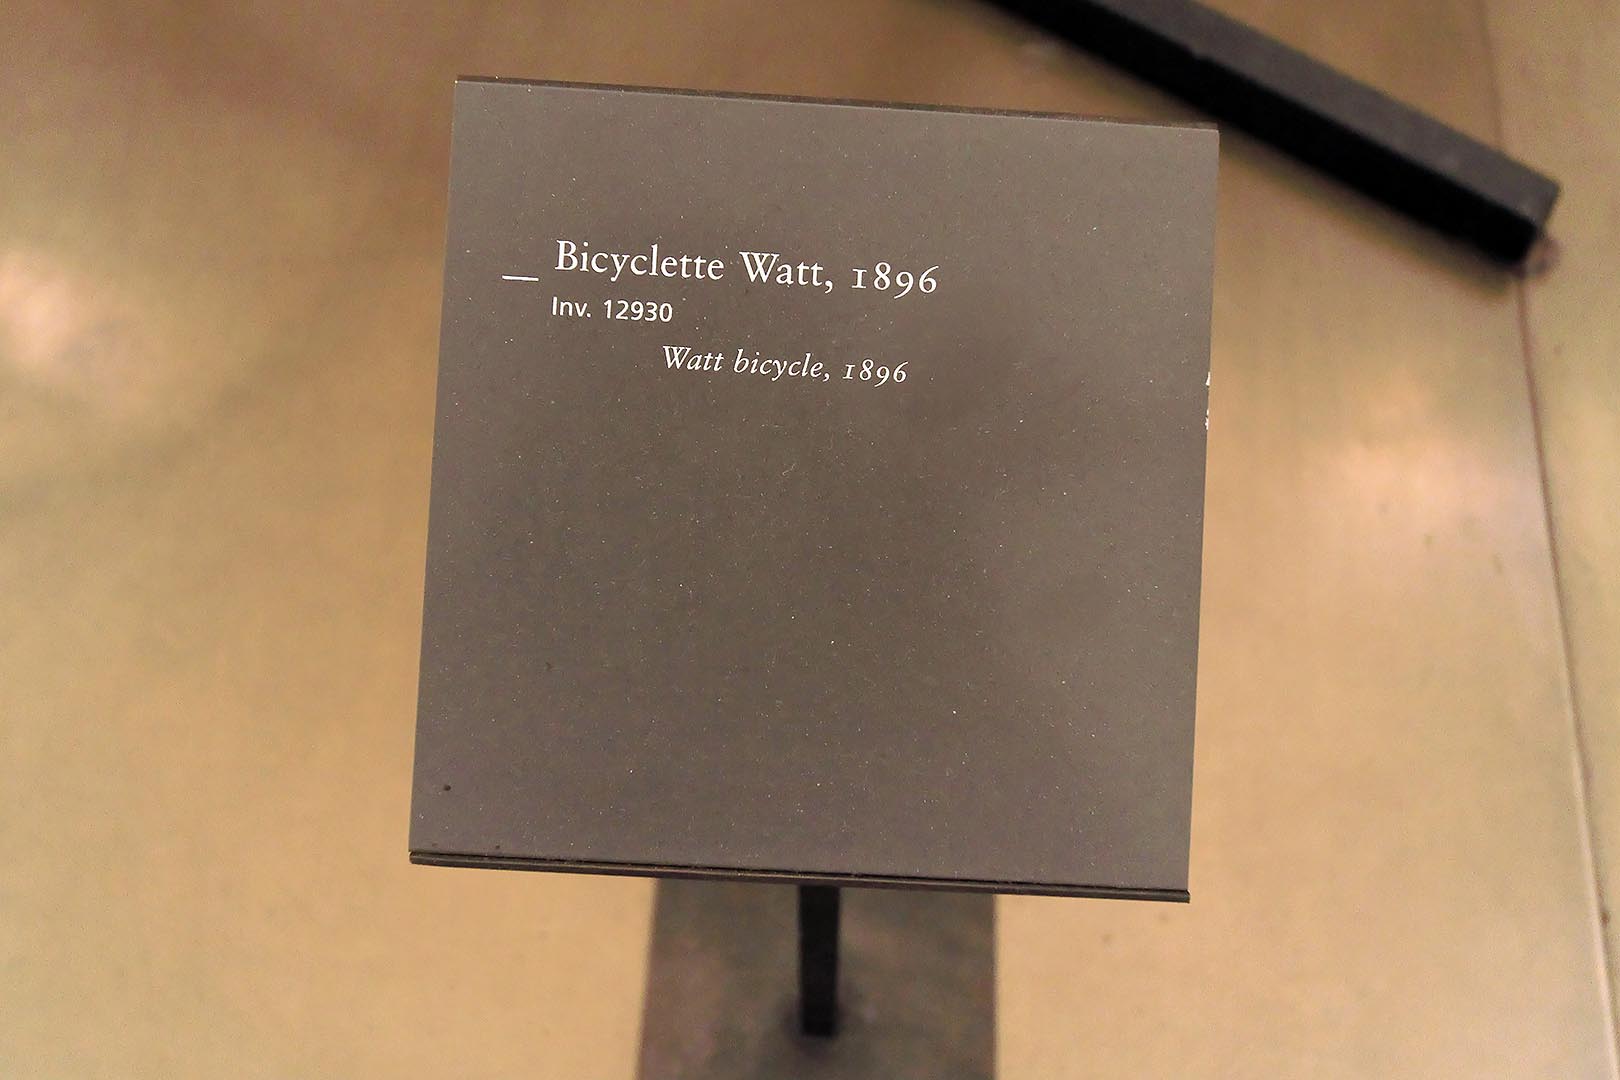 Bicyclette Watt, 1896
Inv. 12930
Watt bicycle, 1896